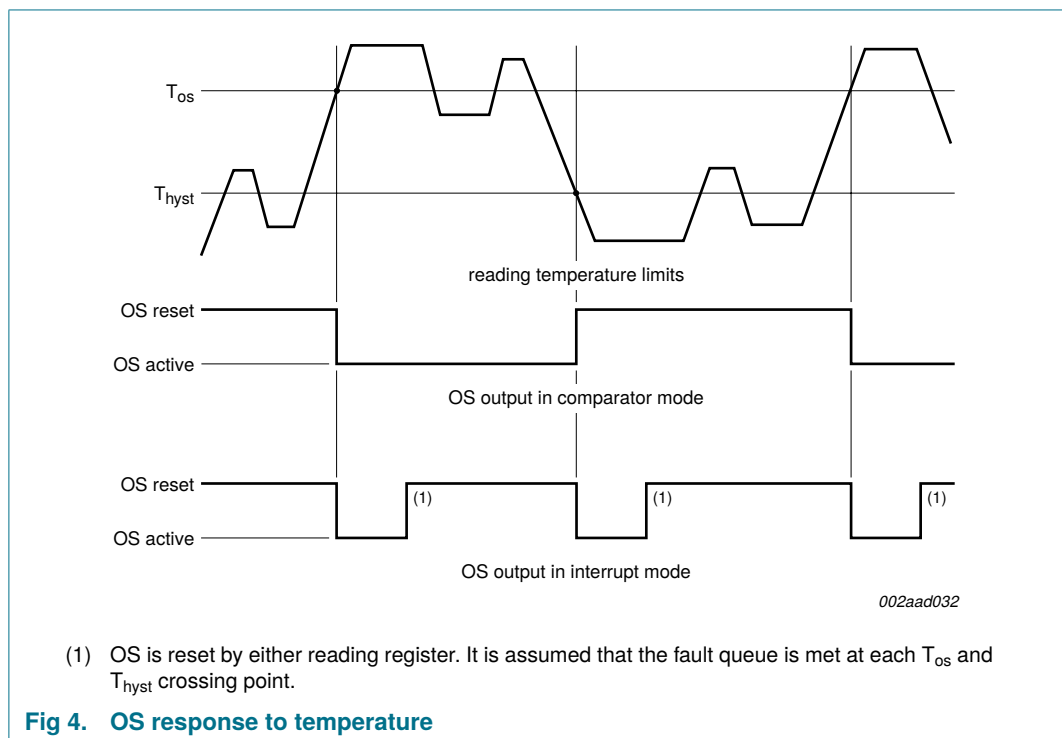 Tos
Thyst
reading temperature limits
OS reset
OS active
OS output in comparator mode
OS reset
(1)
(1)
(1)
OS active
OS output in interrupt mode
002aad032
(1) OS is reset by either reading register. It is assumed that the fault queue is met at each Tos and
Thyst crossing point.
Fig 4. OS response to temperature